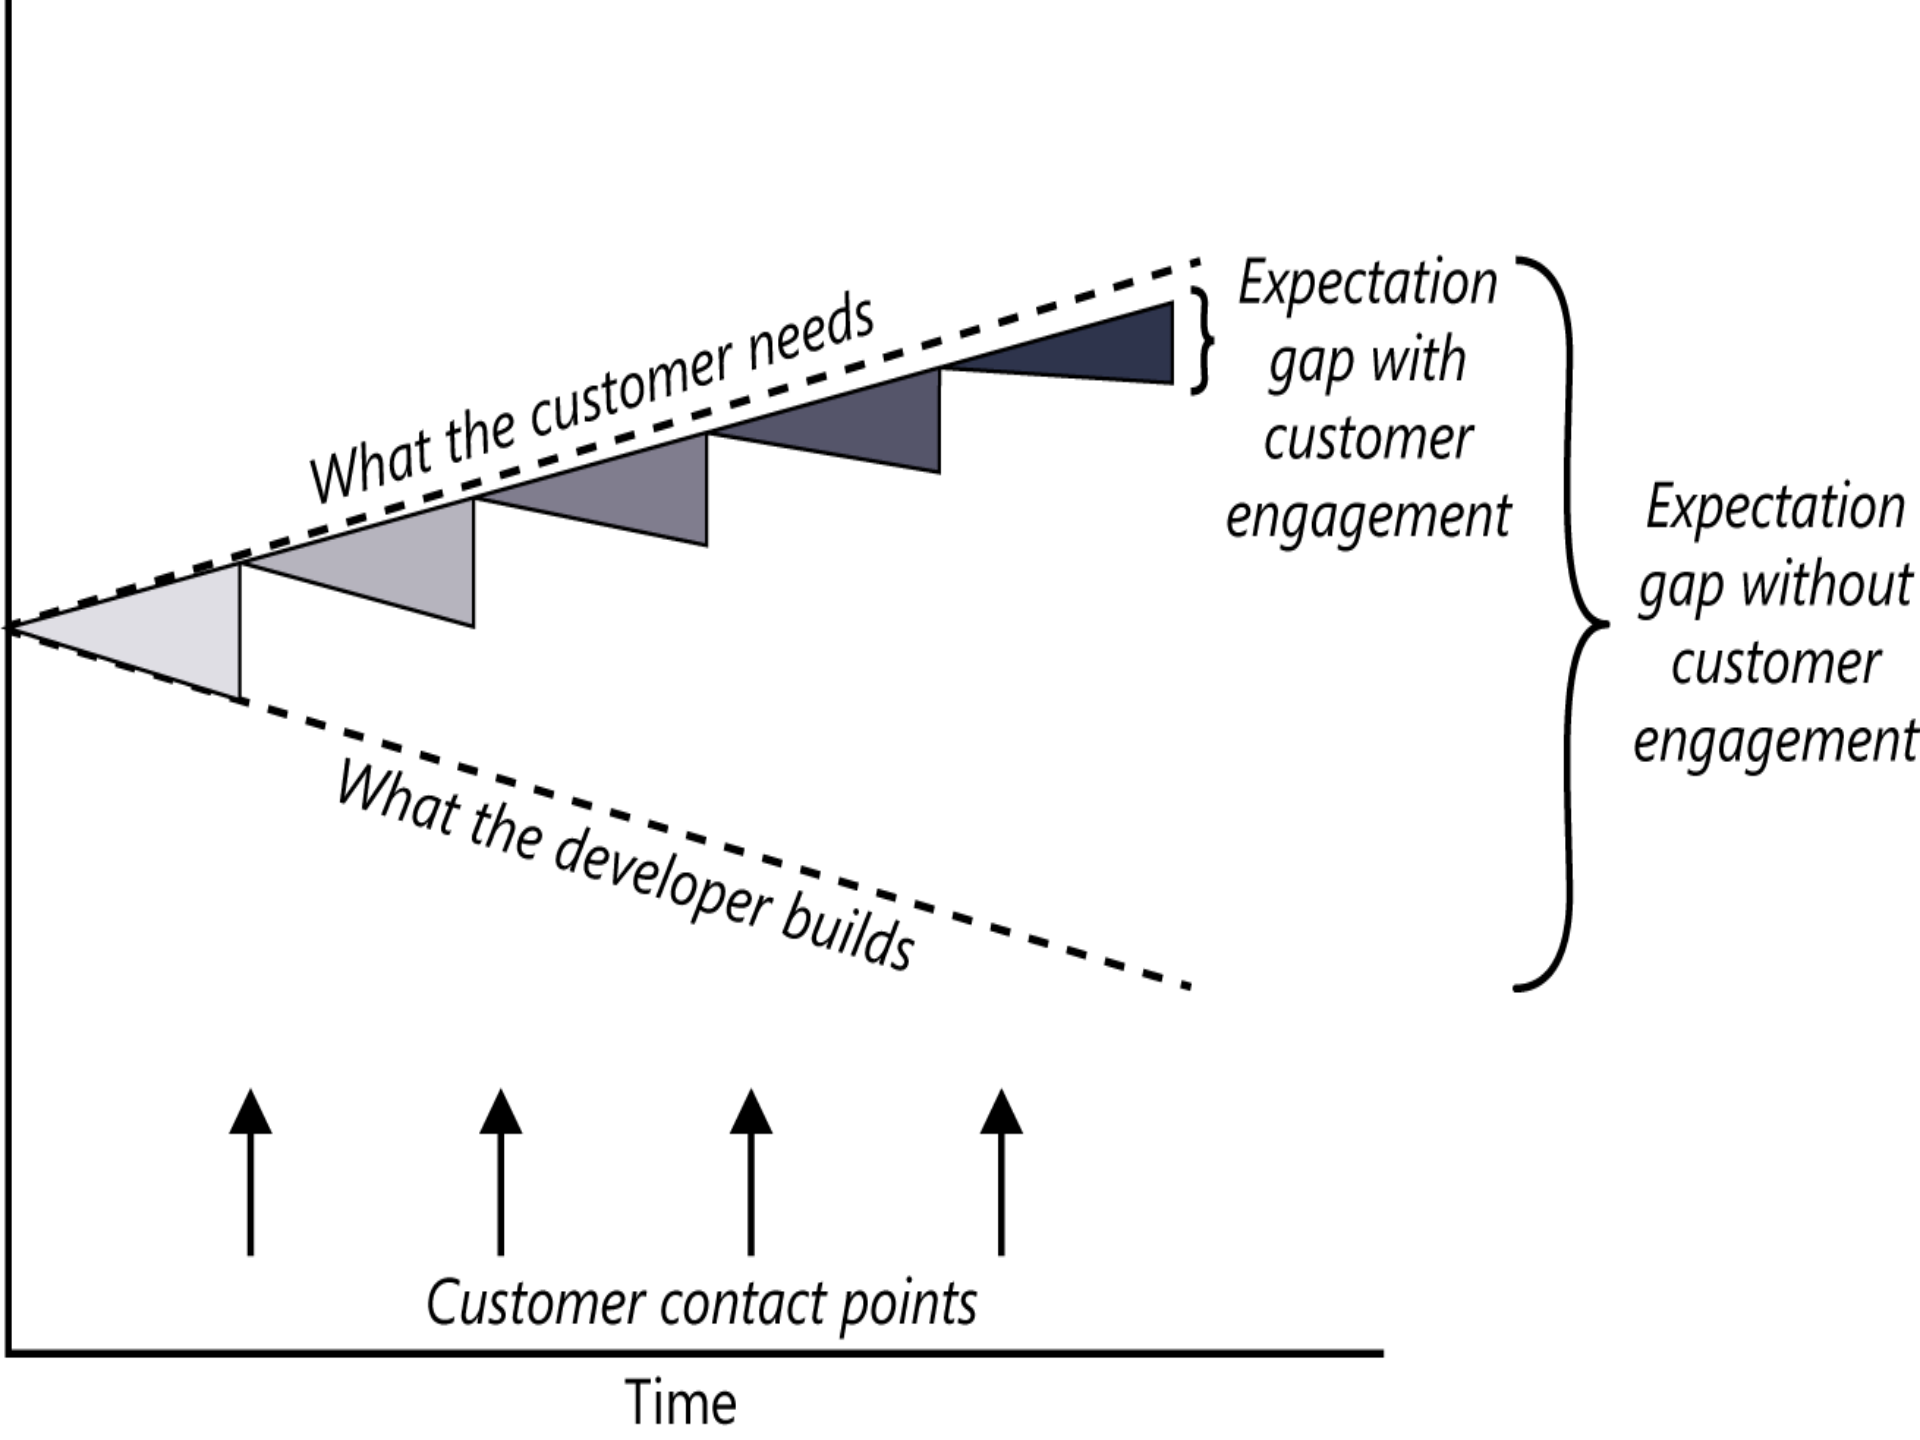 What the customer needs
Expectation
gap with
customer
engagement
Expectation
gap without
customer
engagement
What the developer builds
Customer contact points
Time